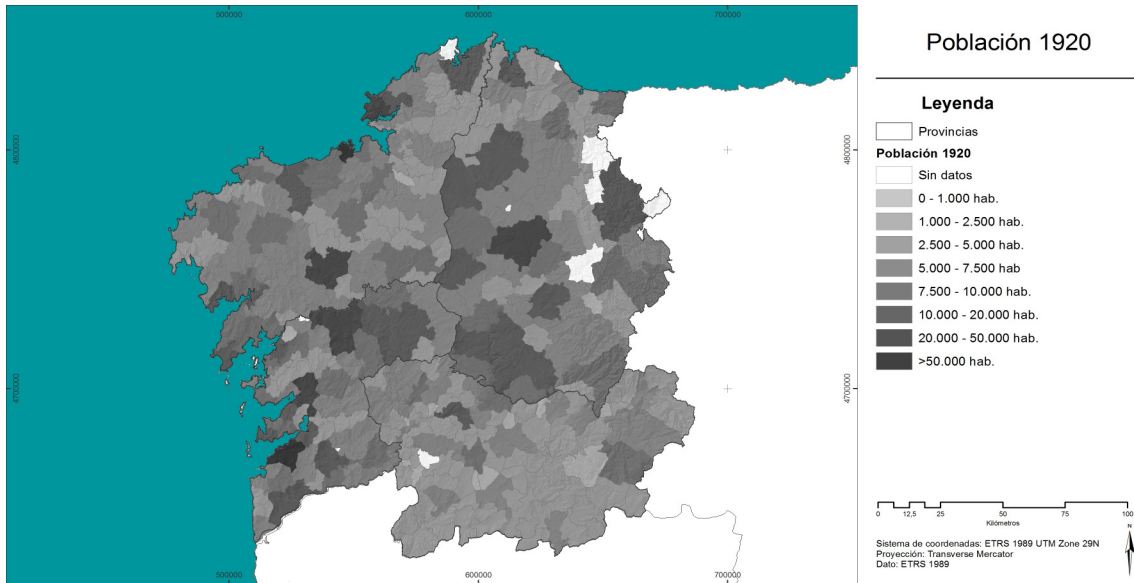 500000
600000
700000
4800000
4800000
4700000
4700000
500000
600000
700000
Población 1920
Leyenda
Provincias
Población 1920
Sin datos
0 - 1.000 hab.
1.000 - 2.500 hab.
2.500 - 5.000 hab.
5.000 - 7.500 hab
7.500 - 10.000 hab.
10.000 - 20.000 hab.
20.000 - 50.000 hab.
>50.000 hab.
0 12,5 25 50 75 100
Kilómetros
N
Sistema de coordenadas: ETRS 1989 UTM Zone 29N
Proyección: Transverse Mercator
Dato: ETRS 1989